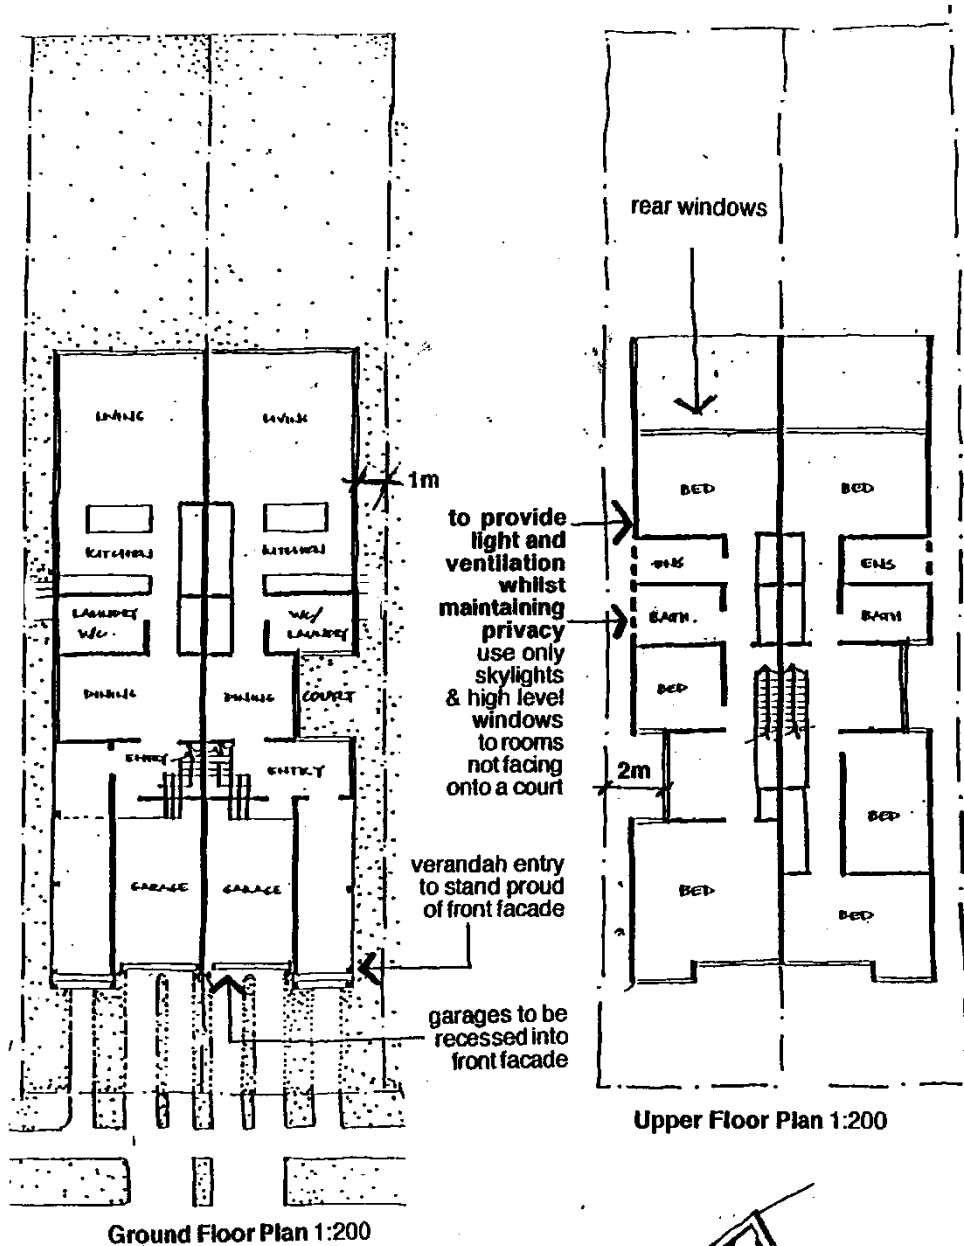 rear windows
LIVING
LIVING
1m
BED
BED
to provide
light and
ventilation
whilst
maintaining
privacy
use only
skylights
& high level
windows
to rooms
not facing
onto a court
KITCHEN
KITCHEN
ENS
ENS
LAUNDRY
W.C.
WC/
LAUNDRY
BATH.
BATH
DINING
DINING
COURT
BED
ENTRY
ENTRY
2m
BED
GARAGE
GARAGE
BED
BED
verandah entry
to stand proud
of front facade
garages to be
recessed into
front facade
Upper Floor Plan 1:200
Ground Floor Plan 1:200